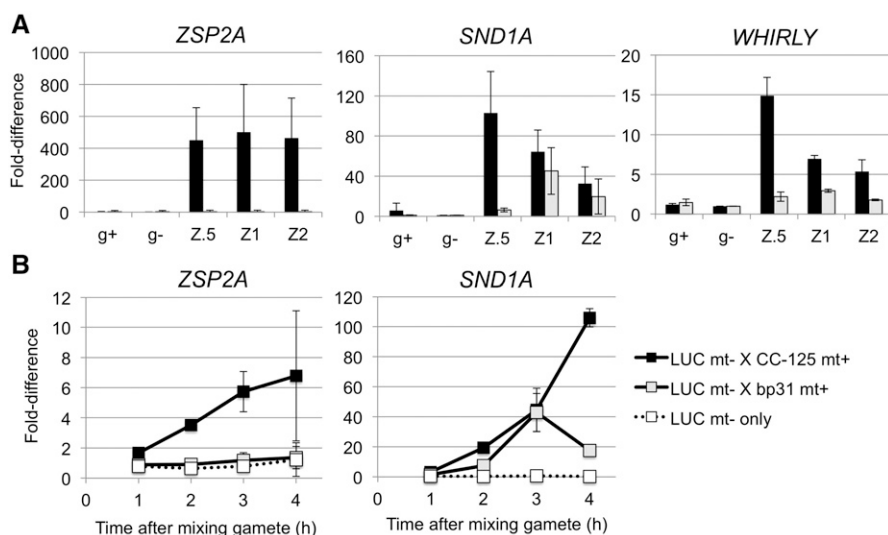 A
ZSP2A
SND1A
WHIRLY
Fold-difference
1000
800
600
400
200
0
g+ g- Z.5 Z1 Z2
160
120
80
40
0
g+ g- Z.5 Z1 Z2
20
15
10
5
0
g+ g- Z.5 Z1 Z2
B
ZSP2A
SND1A
Fold-difference
12
10
8
6
4
2
0
0 1 2 3 4
Time after mixing gamete (h)
120
100
80
60
40
20
0
0 1 2 3 4
Time after mixing gamete (h)
LUC mt- X CC-125 mt+
LUC mt- X bp31 mt+
LUC mt- only